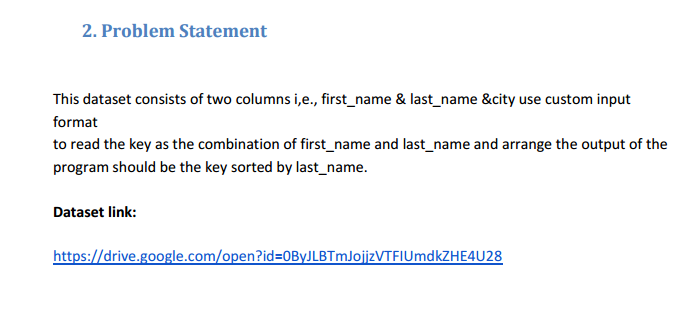 2. Problem Statement
This dataset consists of two columns i,e., first_name & last_name &city use custom input
format
to read the key as the combination of first_name and last_name and arrange the output of the
program should be the key sorted by last_name.
Dataset link:
https://drive.google.com/open?id=0ByJLBTmJojjzVTFIUmdkZHE4U28